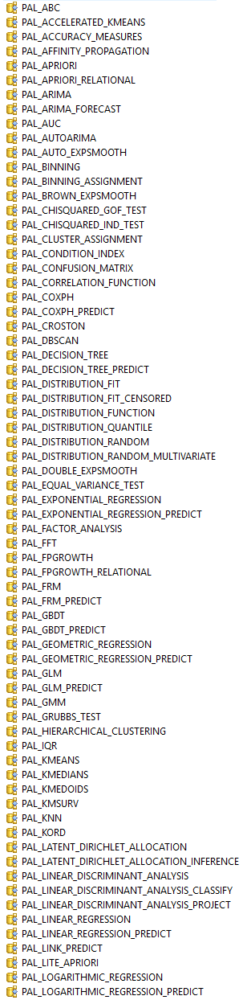 PAL_ABC
PAL_ACCELERATED_KMEANS
PAL_ACCURACY_MEASURES
PAL_AFFINITY_PROPAGATION
PAL_APRIORI
PAL_APRIORI_RELATIONAL
PAL_ARIMA
PAL_ARIMA_FORECAST
PAL_AUC
PAL_AUTOARIMA
PAL_AUTO_EXPSMOOTH
PAL_BINNING
PAL_BINNING_ASSIGNMENT
PAL_BROWN_EXPSMOOTH
PAL_CHISQUARED_GOF_TEST
PAL_CHISQUARED_IND_TEST
PAL_CLUSTER_ASSIGNMENT
PAL_CONDITION_INDEX
PAL_CONFUSION_MATRIX
PAL_CORRELATION_FUNCTION
PAL_COXPH
PAL_COXPH_PREDICT
PAL_CROSTON
PAL_DBSCAN
PAL_DECISION_TREE
PAL_DECISION_TREE_PREDICT
PAL_DISTRIBUTION_FIT
PAL_DISTRIBUTION_FIT_CENSORED
PAL_DISTRIBUTION_FUNCTION
PAL_DISTRIBUTION_QUANTILE
PAL_DISTRIBUTION_RANDOM
PAL_DISTRIBUTION_RANDOM_MULTIVARIATE
PAL_DOUBLE_EXPSMOOTH
PAL_EQUAL_VARIANCE_TEST
PAL_EXPONENTIAL_REGRESSION
PAL_EXPONENTIAL_REGRESSION_PREDICT
PAL_FACTOR_ANALYSIS
PAL_FFT
PAL_FPGROWTH
PAL_FPGROWTH_RELATIONAL
PAL_FRM
PAL_FRM_PREDICT
PAL_GBDT
PAL_GBDT_PREDICT
PAL_GEOMETRIC_REGRESSION
PAL_GEOMETRIC_REGRESSION_PREDICT
PAL_GLM
PAL_GLM_PREDICT
PAL_GMM
PAL_GRUBBS_TEST
PAL_HIERARCHICAL_CLUSTERING
PAL_IQR
PAL_KMEANS
PAL_KMEDIANS
PAL_KMEDOIDS
PAL_KMSURV
PAL_KNN
PAL_KORD
PAL_LATENT_DIRICHLET_ALLOCATION
PAL_LATENT_DIRICHLET_ALLOCATION_INFERENCE
PAL_LINEAR_DISCRIMINANT_ANALYSIS
PAL_LINEAR_DISCRIMINANT_ANALYSIS_CLASSIFY
PAL_LINEAR_DISCRIMINANT_ANALYSIS_PROJECT
PAL_LINEAR_REGRESSION
PAL_LINEAR_REGRESSION_PREDICT
PAL_LINK_PREDICT
PAL_LITE_APRIORI
PAL_LOGARITHMIC_REGRESSION
PAL_LOGARITHMIC_REGRESSION_PREDICT